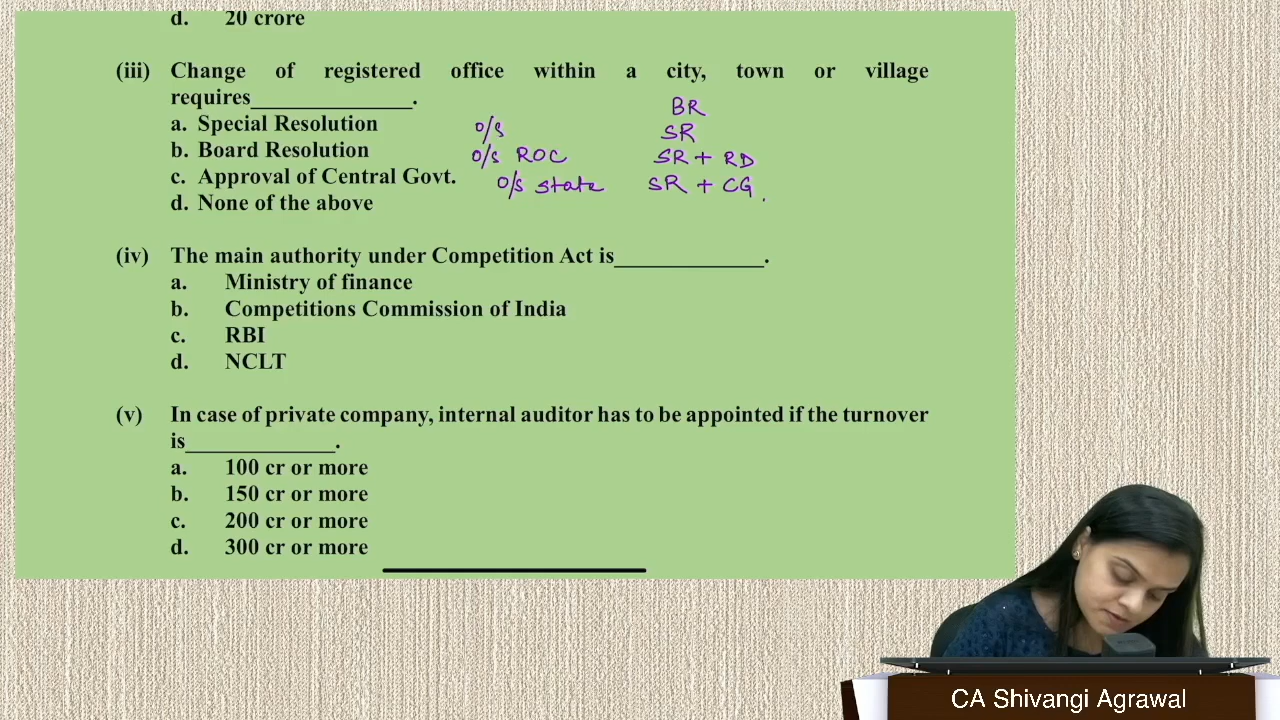 d. 20 crore
(iii) Change of registered office within a city, town or village
requires______________.
BR
a. Special Resolution o/s SR
b. Board Resolution o/s ROC SR + RD
c. Approval of Central Govt. o/s state SR + CG.
d. None of the above
(iv) The main authority under Competition Act is_____________.
a. Ministry of finance
b. Competitions Commission of India
c. RBI
d. NCLT
(v) In case of private company, internal auditor has to be appointed if the turnover
is_____________.
a. 100 cr or more
b. 150 cr or more
c. 200 cr or more
d. 300 cr or more
CA Shivangi Agrawal